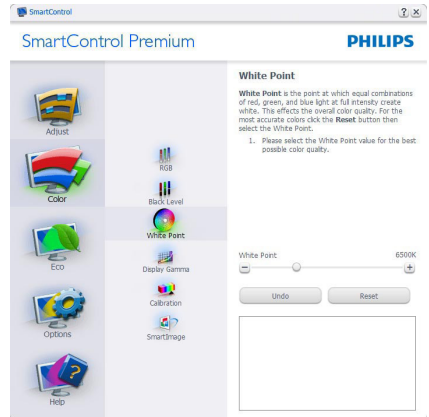 SmartControl
?
SmartControl Premium
PHILIPS
Adjust
Color
Eco
Options
Help
RGB
Black Level
White Point
Display Gamma
Calibration
SmartImage
White Point
White Point is the point at which equal combinations
of red, green, and blue light at full intensity create
white. This effects the overall color quality. For the
most accurate colors click the Reset button then
select the White Point.
1. Please select the White Point value for the best
possible color quality.
White Point 6500K
Undo Reset